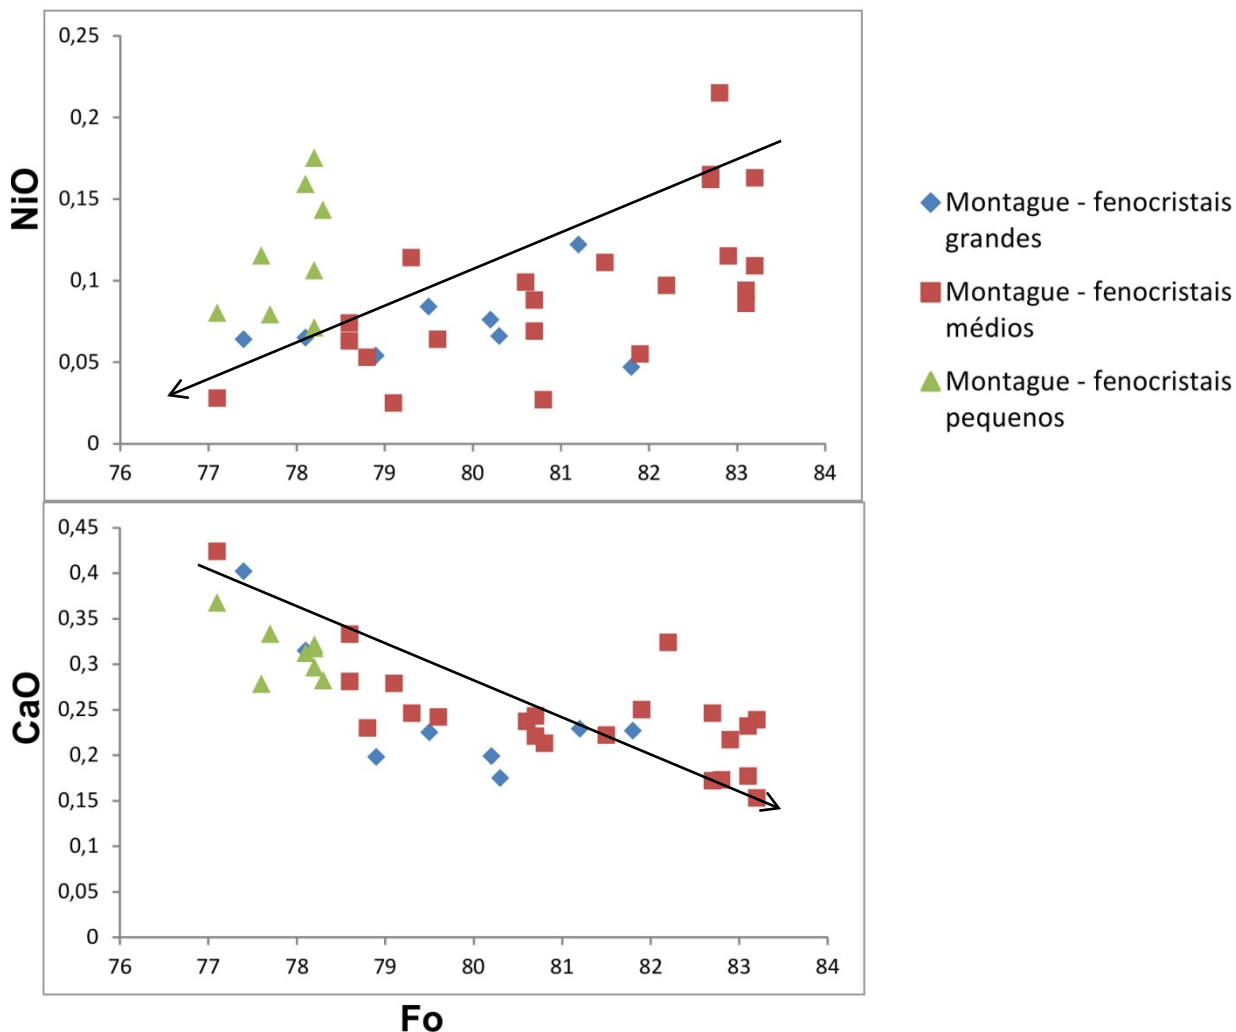 0,25
0,2
0,15
0,1
0,05
0
NiO
76 77 78 79 80 81 82 83 84
Montague - fenocristais
grandes
Montague - fenocristais
médios
Montague - fenocristais
pequenos
0,45
0,4
0,35
0,3
0,25
0,2
0,15
0,1
0,05
0
CaO
76 77 78 79 80 81 82 83 84
Fo